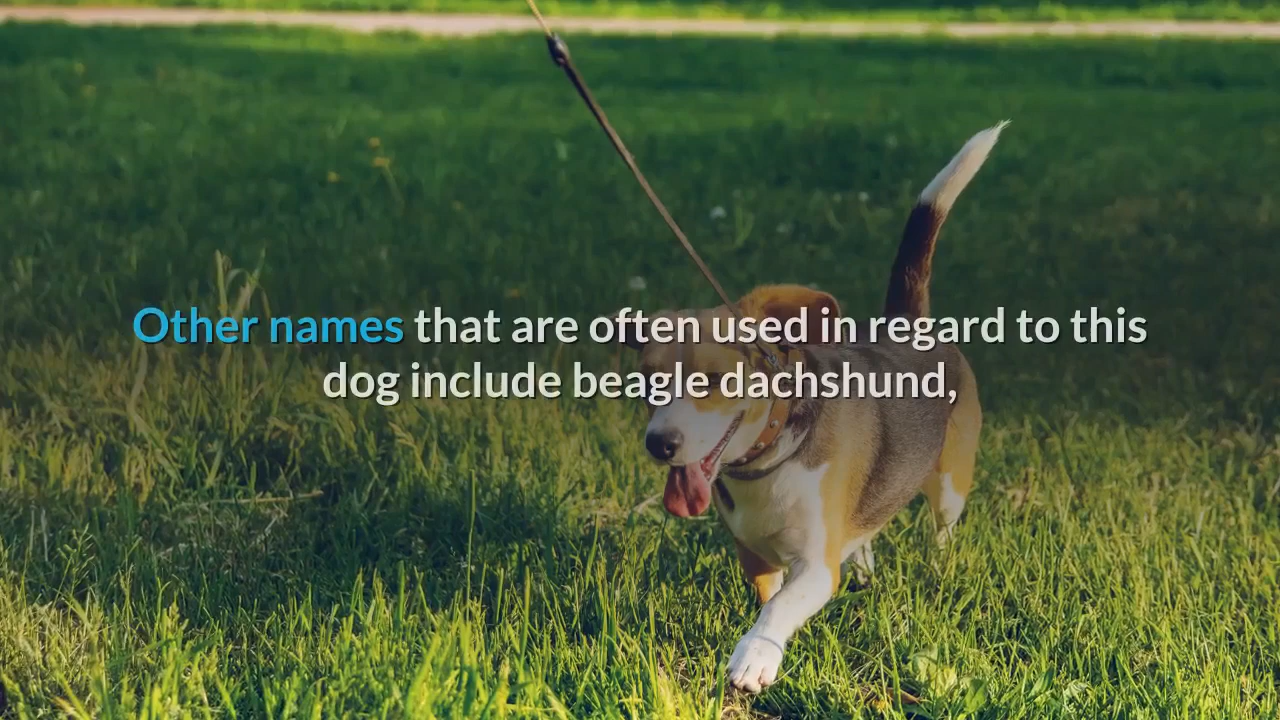 Other names that are often used in regard to this
dog include beagle dachshund,